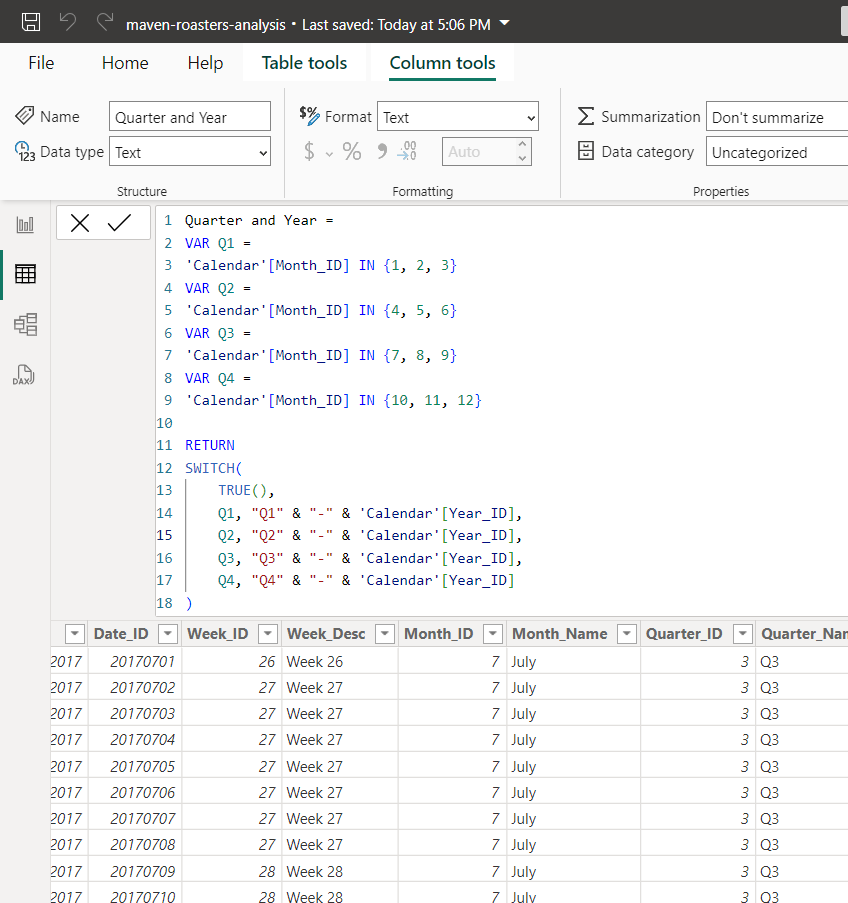 maven-roasters-analysis • Last saved: Today at 5:06 PM
File Home Help Table tools Column tools
Name Quarter and Year $% Format Text Σ Summarization Don't summarize
123 Data type Text $ % 9 .00 Auto Data category Uncategorized
Structure Formatting Properties
1 Quarter and Year =
2 VAR Q1 =
3 'Calendar'[Month_ID] IN {1, 2, 3}
4 VAR Q2 =
5 'Calendar'[Month_ID] IN {4, 5, 6}
6 VAR Q3 =
7 'Calendar'[Month_ID] IN {7, 8, 9}
8 VAR Q4 =
9 'Calendar'[Month_ID] IN {10, 11, 12}
10
11 RETURN
12 SWITCH(
13 TRUE(),
14 Q1, "Q1" & "-" & 'Calendar'[Year_ID],
15 Q2, "Q2" & "-" & 'Calendar'[Year_ID],
16 Q3, "Q3" & "-" & 'Calendar'[Year_ID],
17 Q4, "Q4" & "-" & 'Calendar'[Year_ID]
18 )
DAX
Date_ID Week_ID Week_Desc Month_ID Month_Name Quarter_ID Quarter_Nan
2017 20170701 26 Week 26 7 July 3 Q3
2017 20170702 27 Week 27 7 July 3 Q3
2017 20170703 27 Week 27 7 July 3 Q3
2017 20170704 27 Week 27 7 July 3 Q3
2017 20170705 27 Week 27 7 July 3 Q3
2017 20170706 27 Week 27 7 July 3 Q3
2017 20170707 27 Week 27 7 July 3 Q3
2017 20170708 27 Week 27 7 July 3 Q3
2017 20170709 28 Week 28 7 July 3 Q3
2017 20170710 28 Week 28 7 July 3 Q3